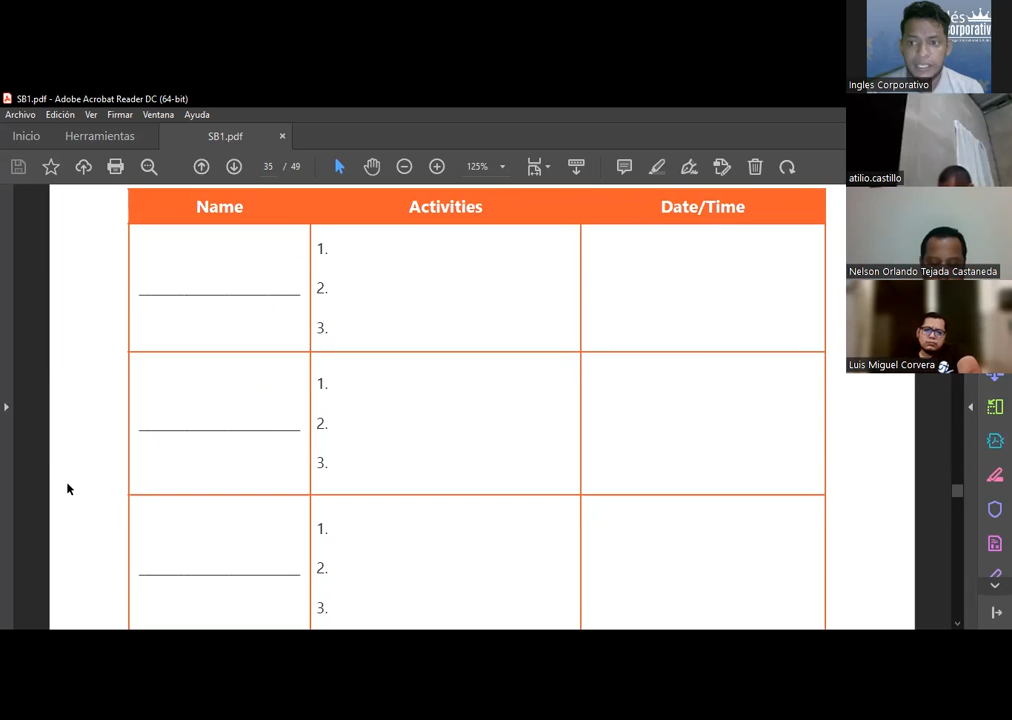 SB1.pdf - Adobe Acrobat Reader DC (64-bit)
Archivo Edición Ver Firmar Ventana Ayuda
Inicio Herramientas SB1.pdf ×
35 / 49 125%
Name Activities Date/Time
1.
2.
3.
1.
2.
3.
1.
2.
3.
és
corporativ
Ingles Corporativo
atilio.castillo
Nelson Orlando Tejada Castaneda
Luis Miguel Corvera